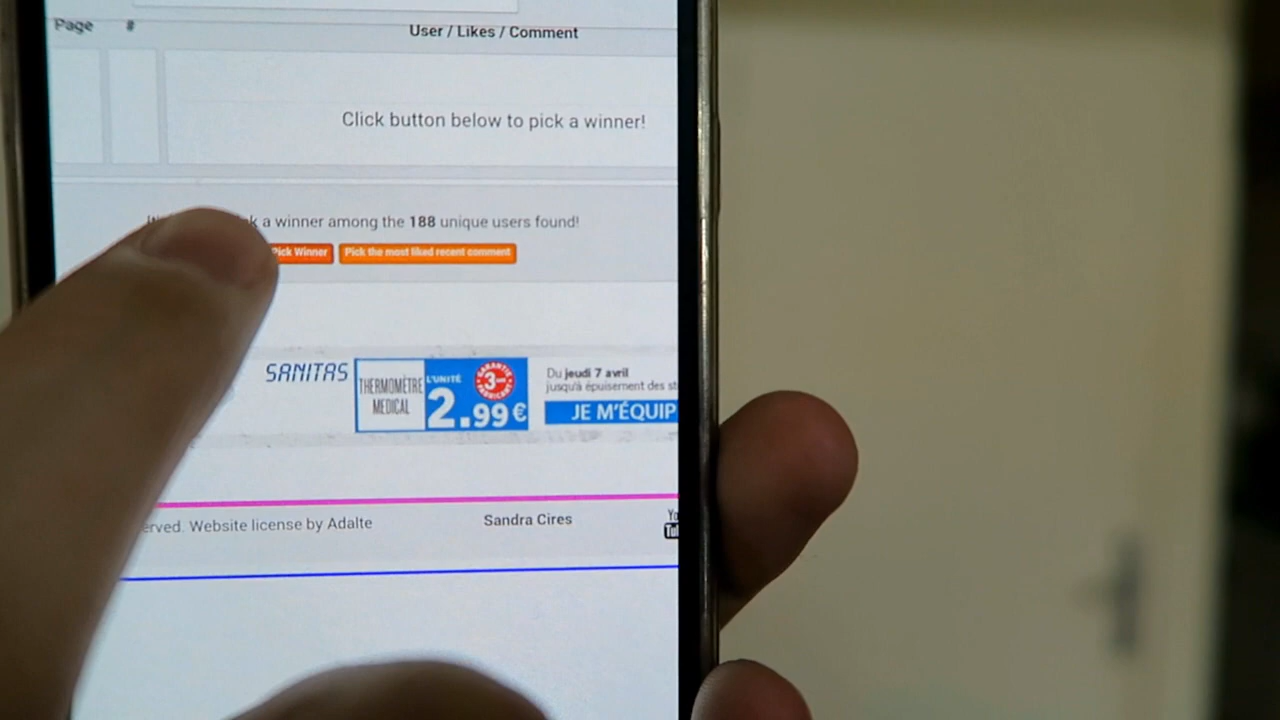 Page # User / Likes / Comment
Click button below to pick a winner!
a winner among the 188 unique users found!
Pick Winner Pick the most liked recent comment
SANITAS
THERMOMÈTRE
MEDICAL
L'UNITÉ
2.99€
GARANTIE
3
Du jeudi 7 avril
jusqu'à épuisement des
JE M'ÉQUIP
erved. Website license by Adalte Sandra Cires